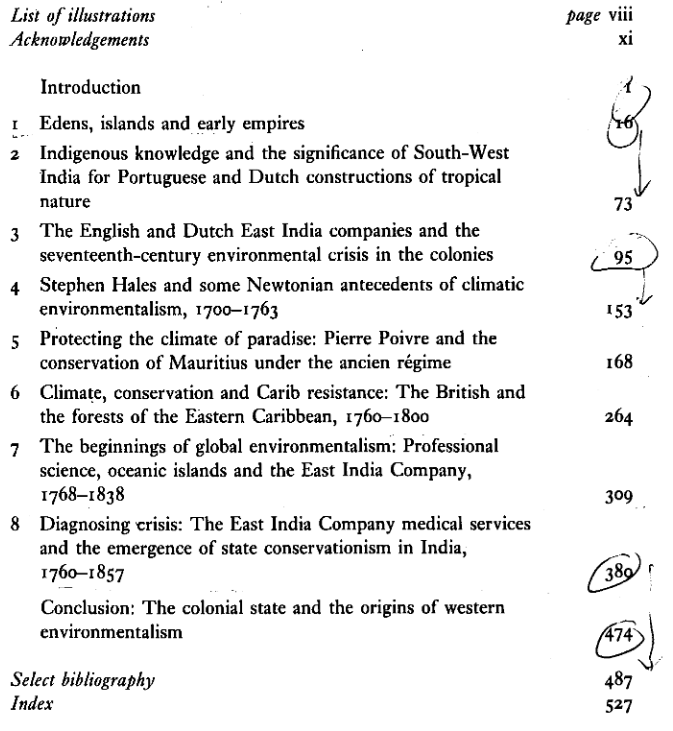 List of illustrations page viii
Acknowledgements xi
Introduction 1
1 Edens, islands and early empires 16
2 Indigenous knowledge and the significance of South-West
India for Portuguese and Dutch constructions of tropical
nature 73
3 The English and Dutch East India companies and the
seventeenth-century environmental crisis in the colonies 95
4 Stephen Hales and some Newtonian antecedents of climatic
environmentalism, 1700–1763 153
5 Protecting the climate of paradise: Pierre Poivre and the
conservation of Mauritius under the ancien régime 168
6 Climate, conservation and Carib resistance: The British and
the forests of the Eastern Caribbean, 1760–1800 264
7 The beginnings of global environmentalism: Professional
science, oceanic islands and the East India Company,
1768–1838 309
8 Diagnosing crisis: The East India Company medical services
and the emergence of state conservationism in India,
1760–1857 380
Conclusion: The colonial state and the origins of western
environmentalism 474
Select bibliography 487
Index 527